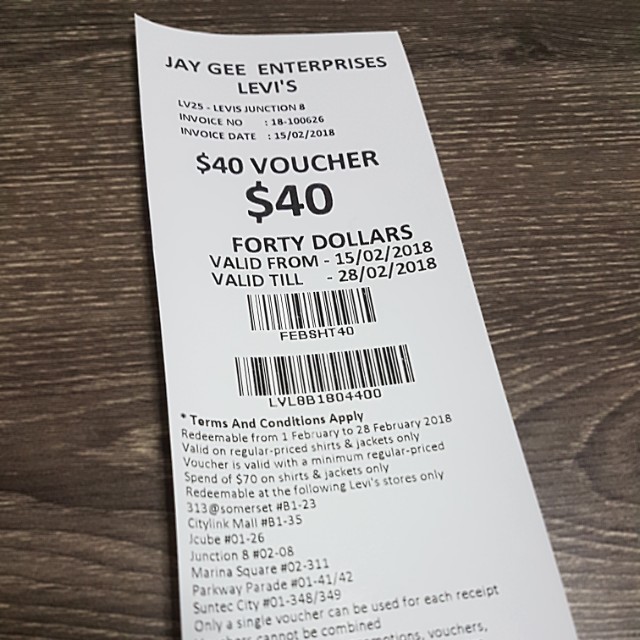 JAY GEE ENTERPRISES
LEVI'S
LV25 - LEVIS JUNCTION 8
INVOICE NO : 18-100626
INVOICE DATE : 15/02/2018
$40 VOUCHER
$40
FORTY DOLLARS
VALID FROM - 15/02/2018
VALID TILL - 28/02/2018
FEBSHT40
LVL8B1804400
* Terms And Conditions Apply
Redeemable from 1 February to 28 February 2018
Valid on regular-priced shirts & jackets only
Voucher is valid with a minimum regular-priced
Spend of $70 on shirts & jackets only
Redeemable at the following Levi's stores only
313@somerset #B1-23
Citylink Mall #B1-35
Jcube #01-26
Junction 8 #02-08
Marina Square #02-311
Parkway Parade #01-41/42
Suntec City #01-348/349
Only a single voucher can be used for each receipt
cannot be combined
vouchers,